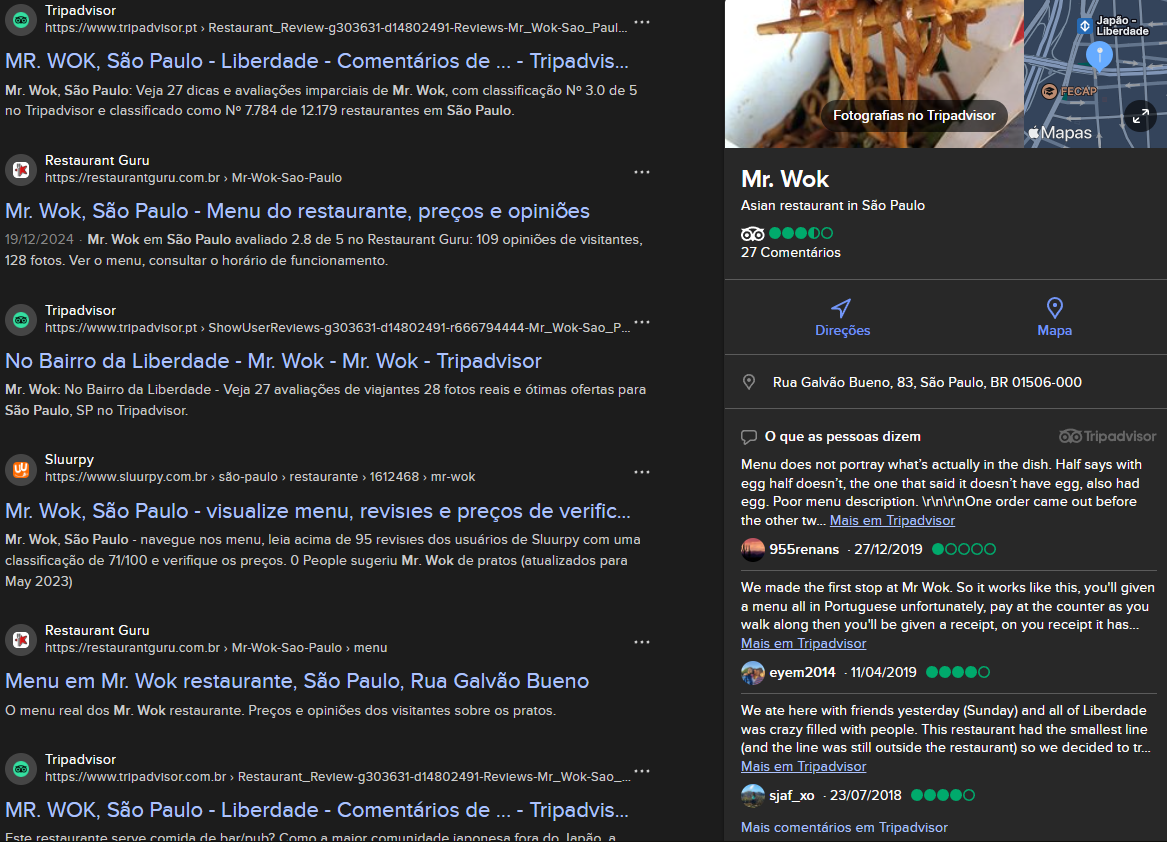 Tripadvisor
https://www.tripadvisor.pt › Restaurant_Review-g303631-d14802491-Reviews-Mr_Wok-Sao_Paul...
MR. WOK, São Paulo - Liberdade - Comentários de ... - Tripadvis...
Mr. Wok, São Paulo: Veja 27 dicas e avaliações imparciais de Mr. Wok, com classificação Nº 3.0 de 5
no Tripadvisor e classificado como Nº 7.784 de 12.179 restaurantes em São Paulo.
Restaurant Guru
https://restaurantguru.com.br › Mr-Wok-Sao-Paulo
Mr. Wok, São Paulo - Menu do restaurante, preços e opiniões
19/12/2024 · Mr. Wok em São Paulo avaliado 2.8 de 5 no Restaurant Guru: 109 opiniões de visitantes,
128 fotos. Ver o menu, consultar o horário de funcionamento.
Tripadvisor
https://www.tripadvisor.pt › ShowUserReviews-g303631-d14802491-r666794444-Mr_Wok-Sao_P...
No Bairro da Liberdade - Mr. Wok - Mr. Wok - Tripadvisor
Mr. Wok: No Bairro da Liberdade - Veja 27 avaliações de viajantes 28 fotos reais e ótimas ofertas para
São Paulo, SP no Tripadvisor.
Sluurpy
https://www.sluurpy.com.br › são-paulo › restaurante › 1612468 › mr-wok
Mr. Wok, São Paulo - visualize menu, revisıes e preços de verific...
Mr. Wok, São Paulo - navegue nos menu, leia acima de 95 revisıes dos usuários de Sluurpy com uma
classificação de 71/100 e verifique os preços. 0 People sugeriu Mr. Wok de pratos (atualizados para
May 2023)
Restaurant Guru
https://restaurantguru.com.br › Mr-Wok-Sao-Paulo › menu
Menu em Mr. Wok restaurante, São Paulo, Rua Galvão Bueno
O menu real dos Mr. Wok restaurante. Preços e opiniões dos visitantes sobre os pratos.
Tripadvisor
https://www.tripadvisor.com.br › Restaurant_Review-g303631-d14802491-Reviews-Mr_Wok-Sao_...
MR. WOK, São Paulo - Liberdade - Comentários de ... - Tripadvis...
Este restaurante serve comida de bar/pub? Como a maior comunidade japonesa fora do Japão, a
Fotografias no Tripadvisor
Japão -
Liberdade
FECAP
Mapas
Mr. Wok
Asian restaurant in São Paulo
27 Comentários
Direções
Mapa
Rua Galvão Bueno, 83, São Paulo, BR 01506-000
O que as pessoas dizem
Tripadvisor
Menu does not portray what's actually in the dish. Half says with
egg half doesn't, the one that said it doesn't have egg, also had
egg. Poor menu description. \r\n\r\nOne order came out before
the other tw... Mais em Tripadvisor
955renans · 27/12/2019
We made the first stop at Mr Wok. So it works like this, you'll given
a menu all in Portuguese unfortunately, pay at the counter as you
walk along then you'll be given a receipt, on you receipt it has...
Mais em Tripadvisor
eyem2014 · 11/04/2019
We ate here with friends yesterday (Sunday) and all of Liberdade
was crazy filled with people. This restaurant had the smallest line
(and the line was still outside the restaurant) so we decided to tr...
Mais em Tripadvisor
sjaf_xo · 23/07/2018
Mais comentários em Tripadvisor